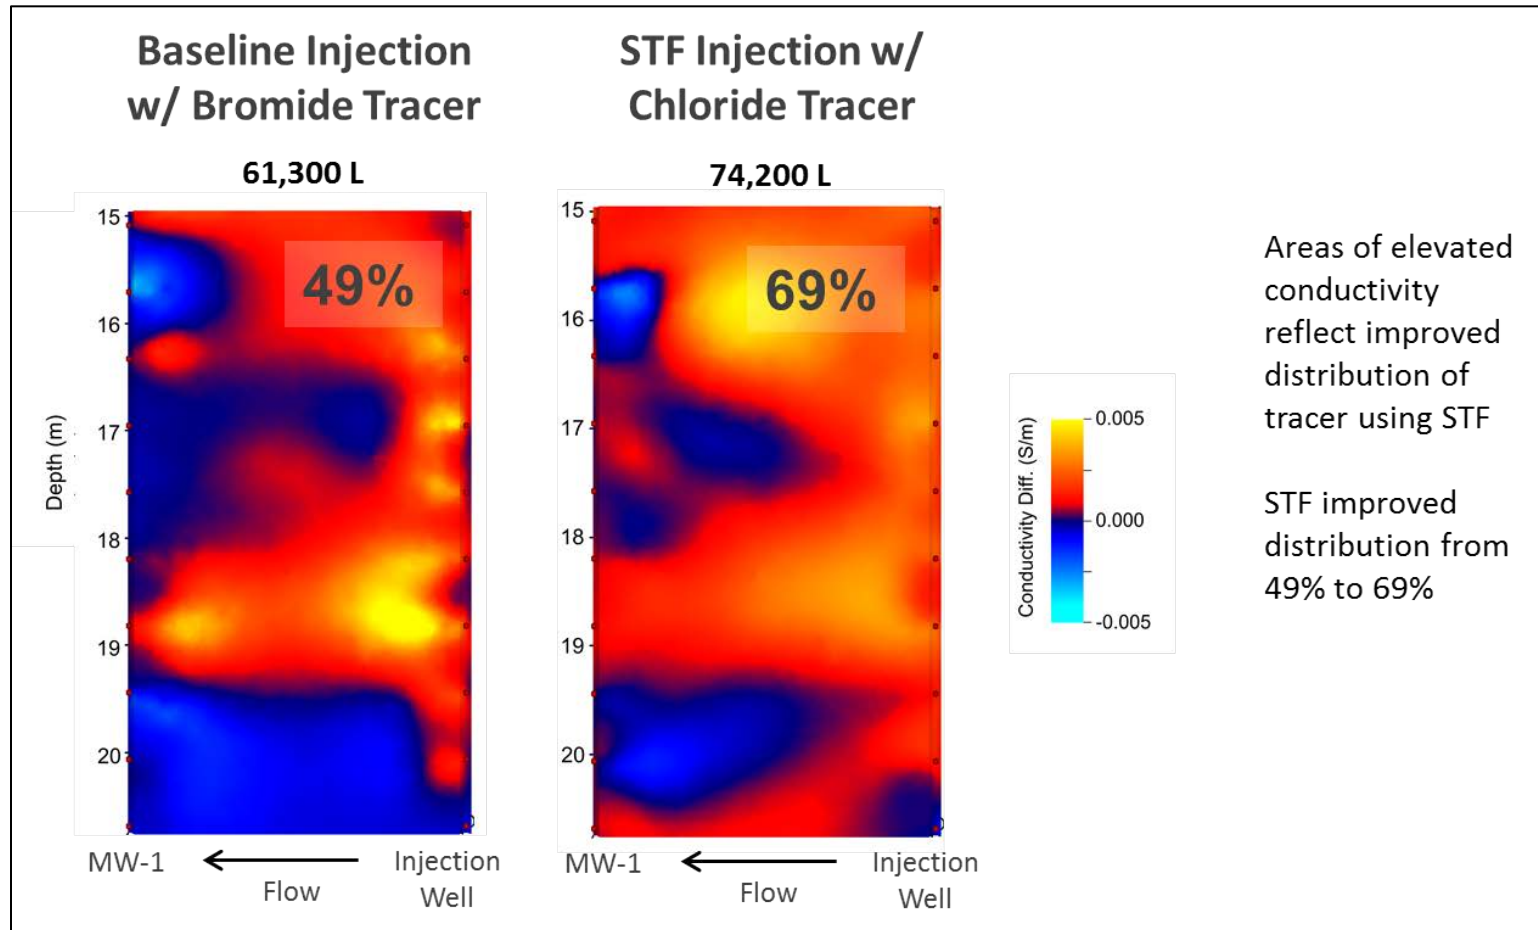 Baseline Injection
w/ Bromide Tracer
61,300 L
49%
15
16
17
18
19
20
Depth (m)
MW-1
Flow
Injection
Well
STF Injection w/
Chloride Tracer
74,200 L
69%
15
16
17
18
19
20
MW-1
Flow
Injection
Well
Conductivity Diff. (S/m)
0.005
0.000
-0.005
Areas of elevated
conductivity
reflect improved
distribution of
tracer using STF
STF improved
distribution from
49% to 69%